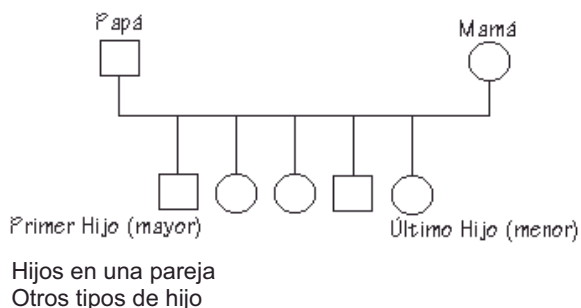 Papá
Mamá
Primer Hijo (mayor)
Último Hijo (menor)
Hijos en una pareja
Otros tipos de hijo